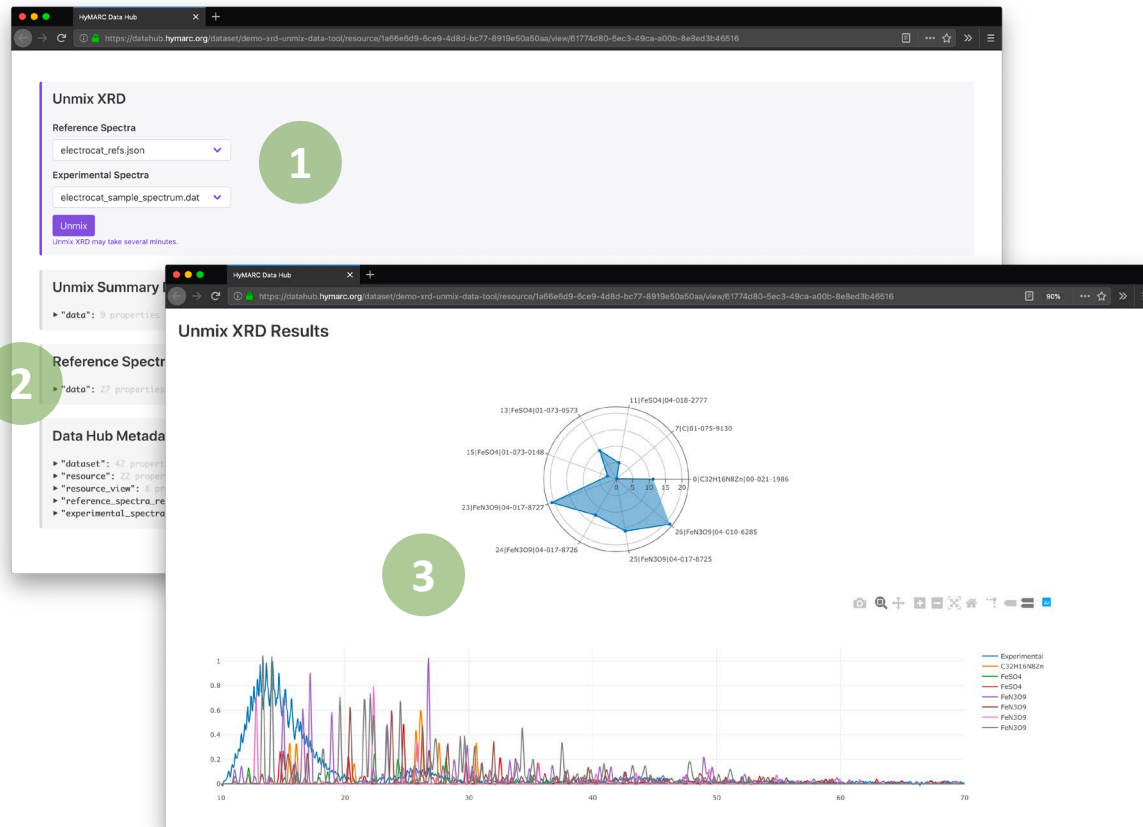 HyMARC Data Hub
https://datahub.hymarc.org/dataset/demo-xrd-unmix-data-tool/resource/1a66e6d9-6ce9-4d8d-bc77-8919e50a50aa/view/61774d80-5ec3-49ca-a00b-8e8ed3b46516
Unmix XRD
Reference Spectra
electrocat_refs.json
Experimental Spectra
electrocat_sample_spectrum.dat
Unmix
Unmix XRD may take several minutes.
1
Unmix Summary
"data": 9 properties
2
Reference Spectr
"data": 27 properties
Data Hub Metada
"dataset": 42 propert
"resource": 22 proper
"resource_view": 8 pr
"reference_spectra_re
"experimental_spectra
HyMARC Data Hub
https://datahub.hymarc.org/dataset/demo-xrd-unmix-data-tool/resource/1a66e6d9-6ce9-4d8d-bc77-8919e50a50aa/view/61774d80-5ec3-49ca-a00b-8e8ed3b46516
90%
Unmix XRD Results
11|FeSO4|04-018-2777
13|FeSO4|01-073-0573
7|C|01-075-9130
15|FeSO4|01-073-0148
0|C32H16N8Zn|00-021-1986
0 5 10 15 20
23|FeN3O9|04-017-8727
26|FeN3O9|04-010-6285
24|FeN3O9|04-017-8726
25|FeN3O9|04-017-8725
3
Experimental
C32H16N8Zn
FeSO4
FeSO4
FeN3O9
FeN3O9
FeN3O9
FeN3O9
1
0.8
0.6
0.4
0.2
0
10 20 30 40 50 60 70